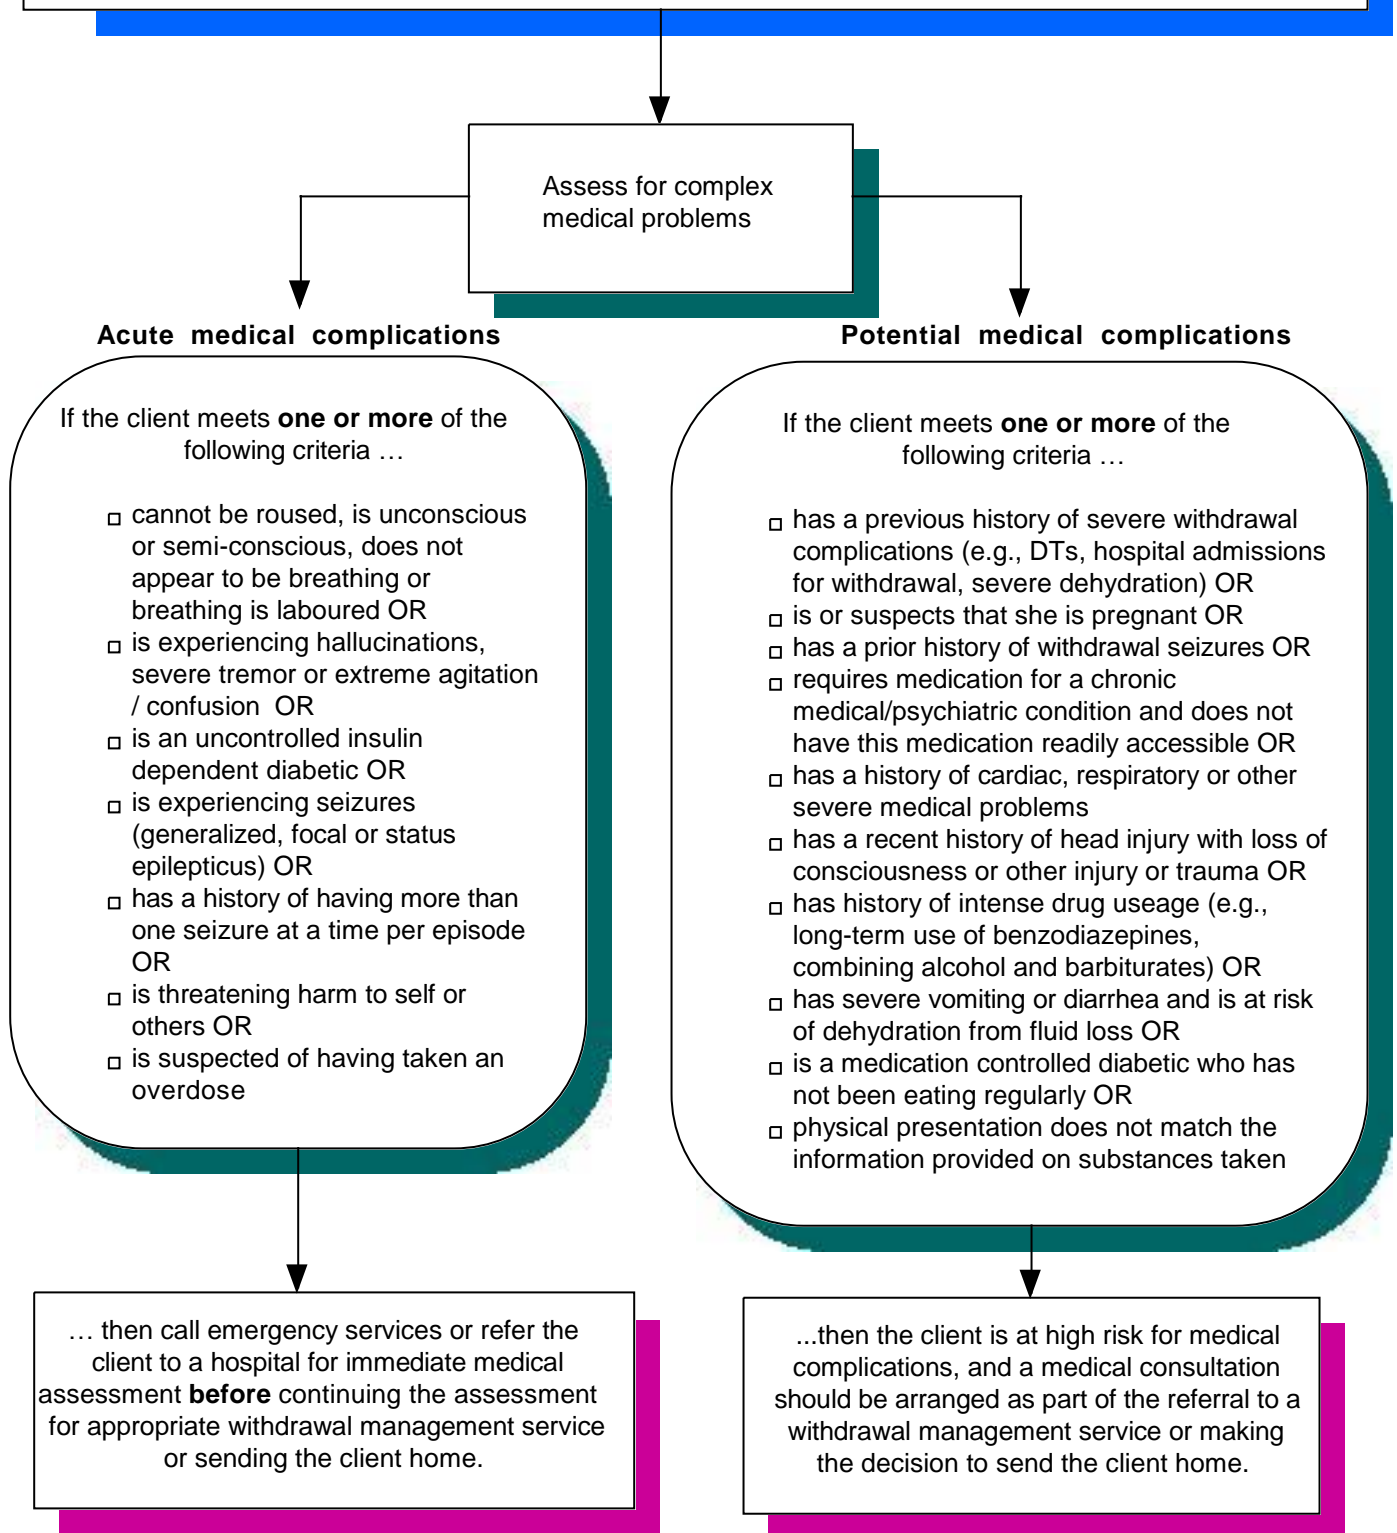 Assess for complex
medical problems
Acute medical complications
If the client meets one or more of the
following criteria …
cannot be roused, is unconscious
or semi-conscious, does not
appear to be breathing or
breathing is laboured OR
is experiencing hallucinations,
severe tremor or extreme agitation
/ confusion OR
is an uncontrolled insulin
dependent diabetic OR
is experiencing seizures
(generalized, focal or status
epilepticus) OR
has a history of having more than
one seizure at a time per episode
OR
is threatening harm to self or
others OR
is suspected of having taken an
overdose
… then call emergency services or refer the
client to a hospital for immediate medical
assessment before continuing the assessment
for appropriate withdrawal management service
or sending the client home.
Potential medical complications
If the client meets one or more of the
following criteria …
has a previous history of severe withdrawal
complications (e.g., DTs, hospital admissions
for withdrawal, severe dehydration) OR
is or suspects that she is pregnant OR
has a prior history of withdrawal seizures OR
requires medication for a chronic
medical/psychiatric condition and does not
have this medication readily accessible OR
has a history of cardiac, respiratory or other
severe medical problems
has a recent history of head injury with loss of
consciousness or other injury or trauma OR
has history of intense drug useage (e.g.,
long-term use of benzodiazepines,
combining alcohol and barbiturates) OR
has severe vomiting or diarrhea and is at risk
of dehydration from fluid loss OR
is a medication controlled diabetic who has
not been eating regularly OR
physical presentation does not match the
information provided on substances taken
...then the client is at high risk for medical
complications, and a medical consultation
should be arranged as part of the referral to a
withdrawal management service or making
the decision to send the client home.